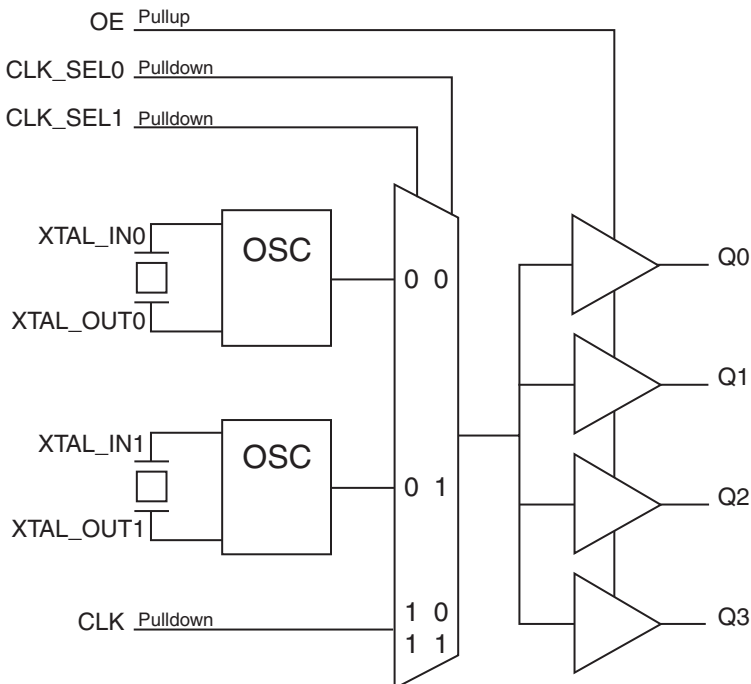 OE Pullup
CLK_SEL0 Pulldown
CLK_SEL1 Pulldown
XTAL_IN0
OSC
XTAL_OUT0
0 0
Q0
Q1
XTAL_IN1
OSC
XTAL_OUT1
0 1
Q2
CLK Pulldown
1 0
1 1
Q3